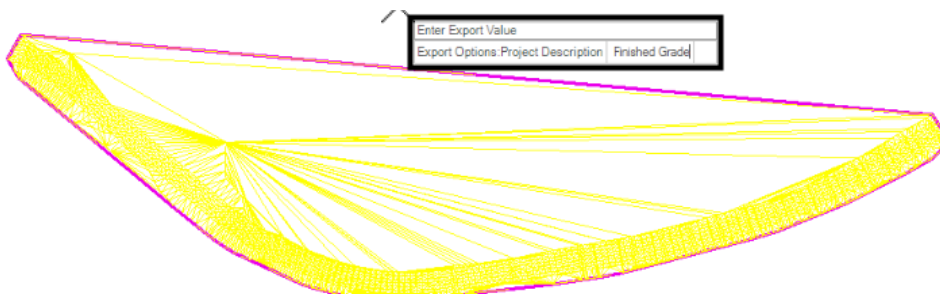 Enter Export Value
Export Options:Project Description Finished Grade